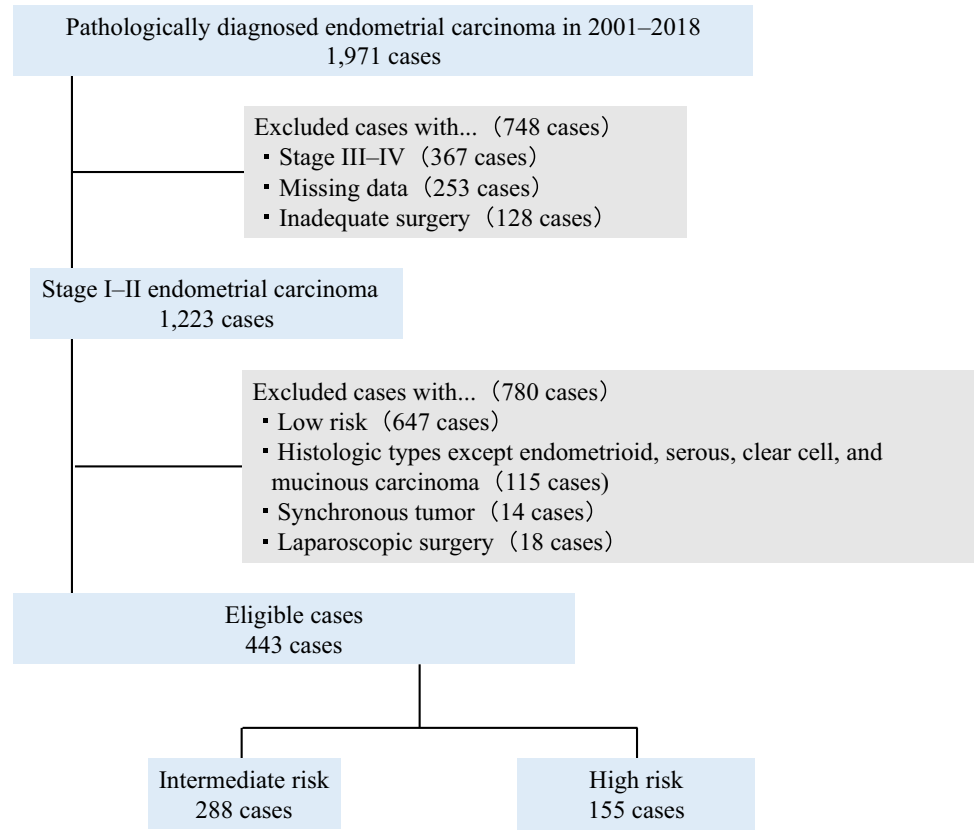 Pathologically diagnosed endometrial carcinoma in 2001–2018
1,971 cases
Excluded cases with...（748 cases）
・Stage III–IV（367 cases）
・Missing data（253 cases）
・Inadequate surgery（128 cases）
Stage I–II endometrial carcinoma
1,223 cases
Excluded cases with...（780 cases）
・Low risk（647 cases）
・Histologic types except endometrioid, serous, clear cell, and
mucinous carcinoma（115 cases)
・Synchronous tumor（14 cases）
・Laparoscopic surgery（18 cases）
Eligible cases
443 cases
Intermediate risk
288 cases
High risk
155 cases